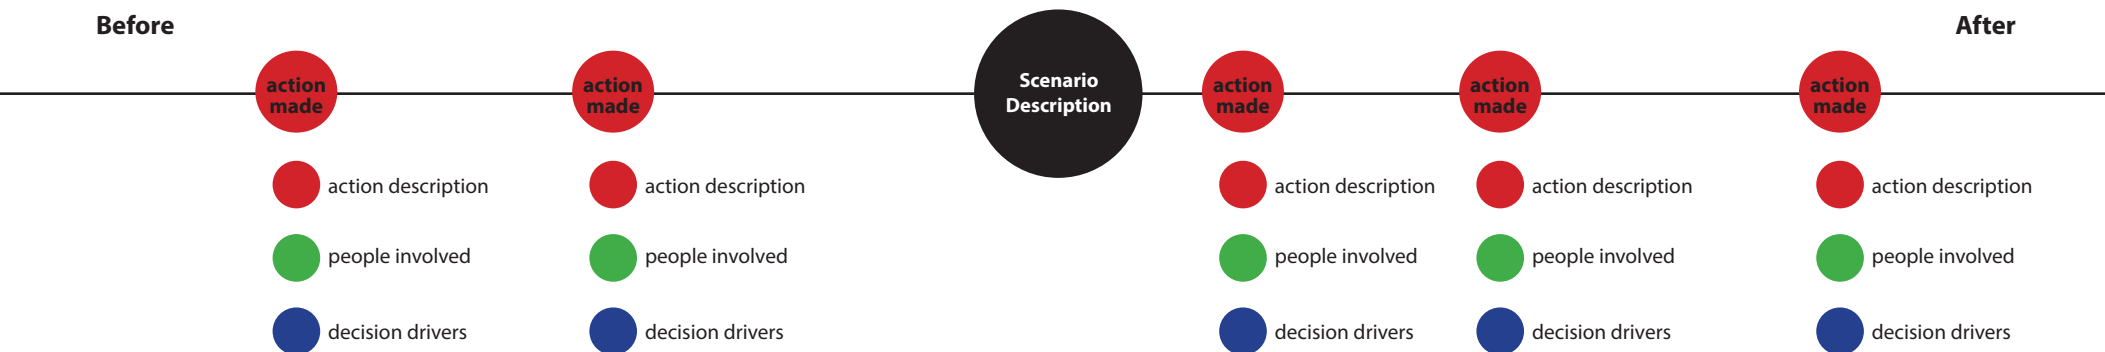 Before
After
action
made
action
made
Scenario
Description
action
made
action
made
action
made
action description
action description
action description
action description
action description
people involved
people involved
people involved
people involved
people involved
decision drivers
decision drivers
decision drivers
decision drivers
decision drivers